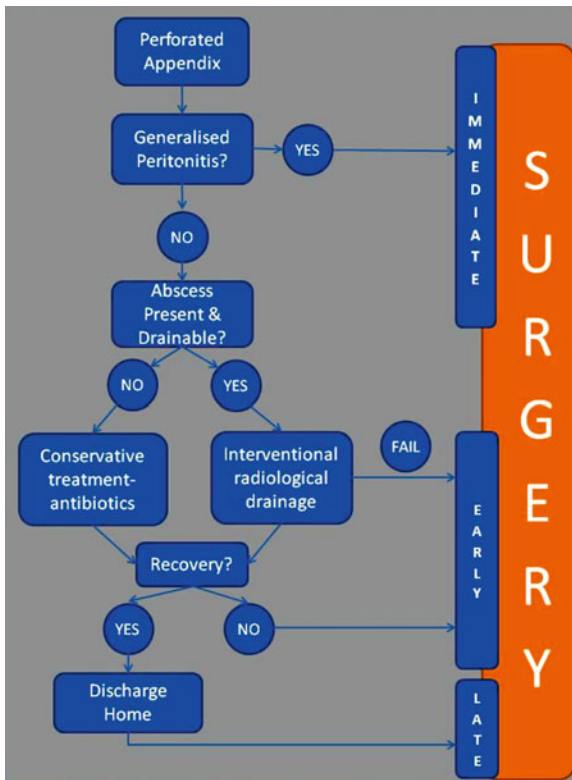 Perforated
Appendix
Generalised
Peritonitis?
YES
IMMEDIATE
SURGERY
NO
Abscess
Present &
Drainable?
NO
YES
FAIL
Conservative
treatment-
antibiotics
Interventional
radiological
drainage
EARLY
Recovery?
YES
NO
Discharge
Home
LATE